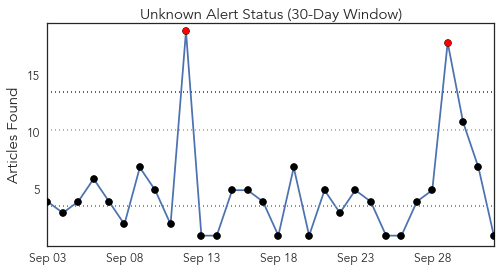 Unknown Alert Status (30-Day Window)
Articles Found
15
10
5
Sep 03 Sep 08 Sep 13 Sep 18 Sep 23 Sep 28